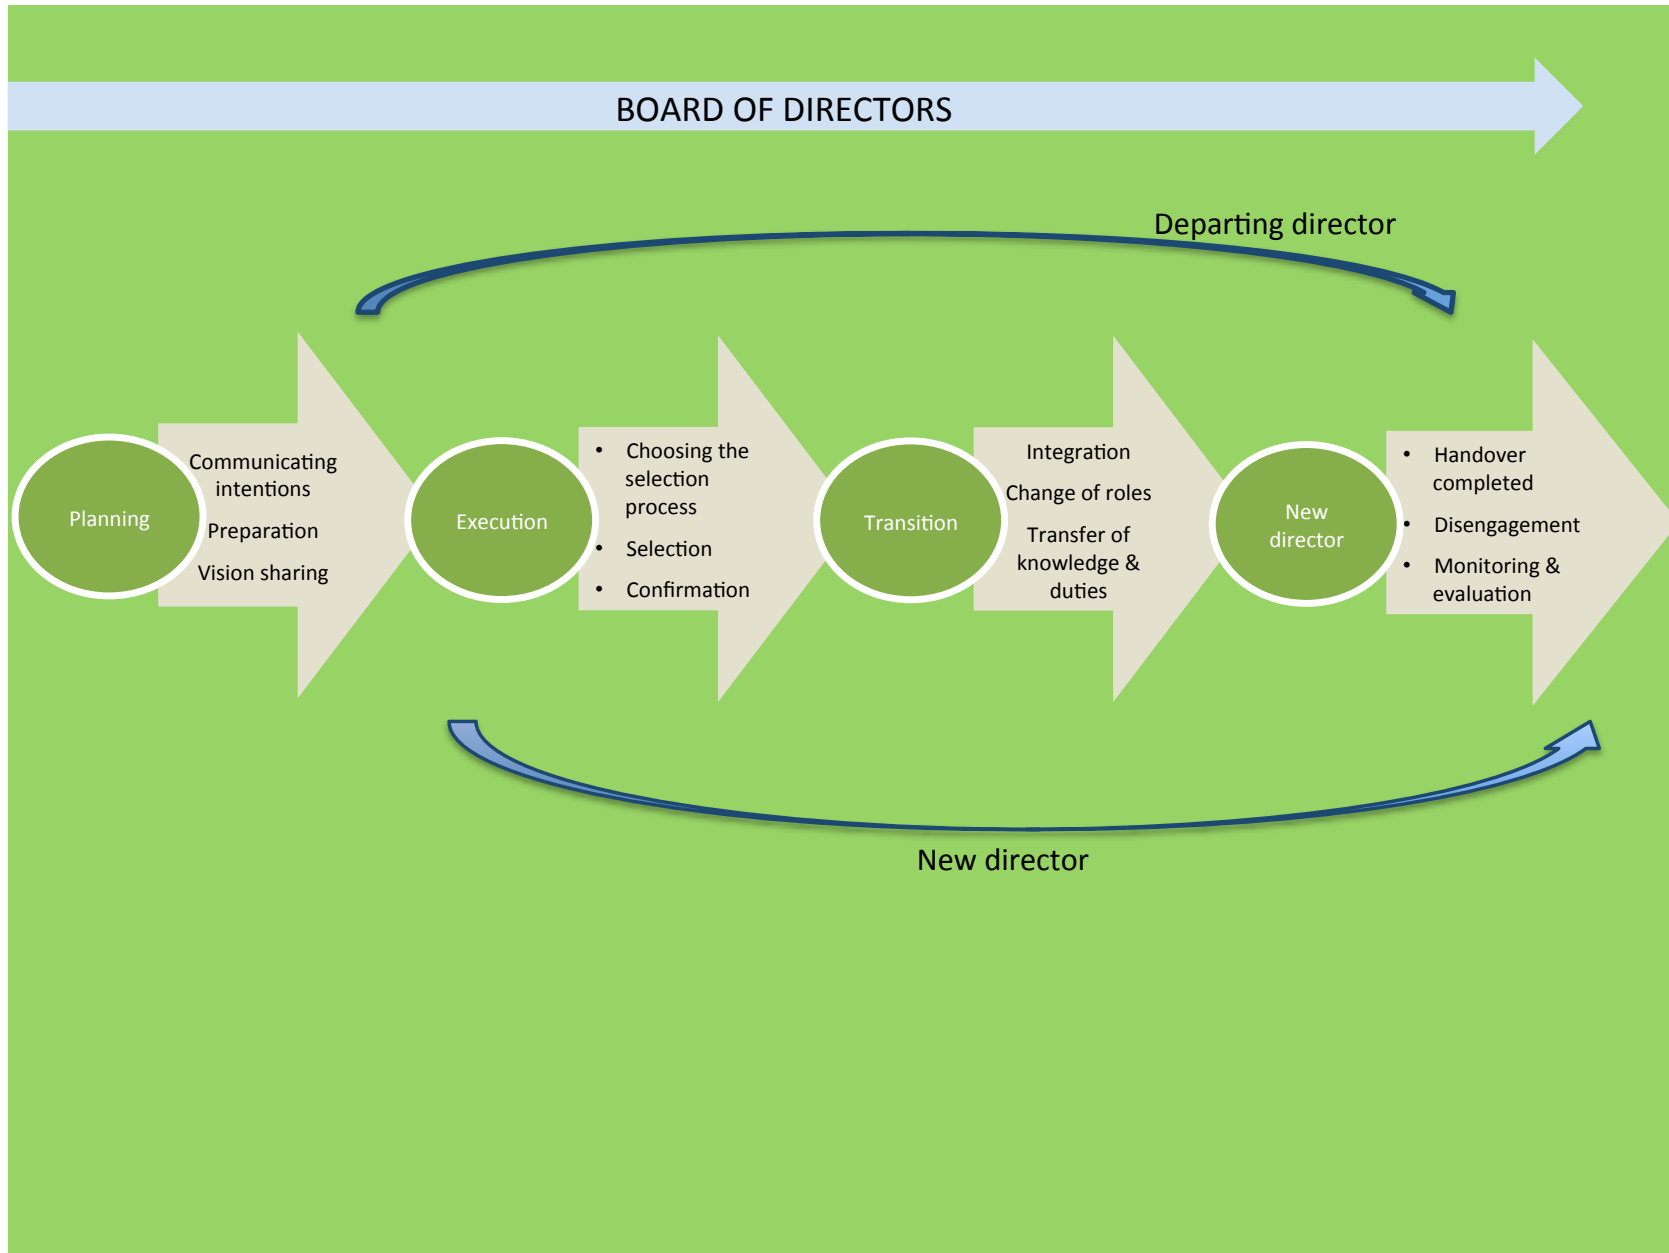 BOARD OF DIRECTORS
Departing director
Planning
Communicating
intentions
Preparation
Vision sharing
Execution
• Choosing the
selection
process
• Selection
• Confirmation
Transition
Integration
Change of roles
Transfer of
knowledge &
duties
New
director
• Handover
completed
• Disengagement
• Monitoring &
evaluation
New director